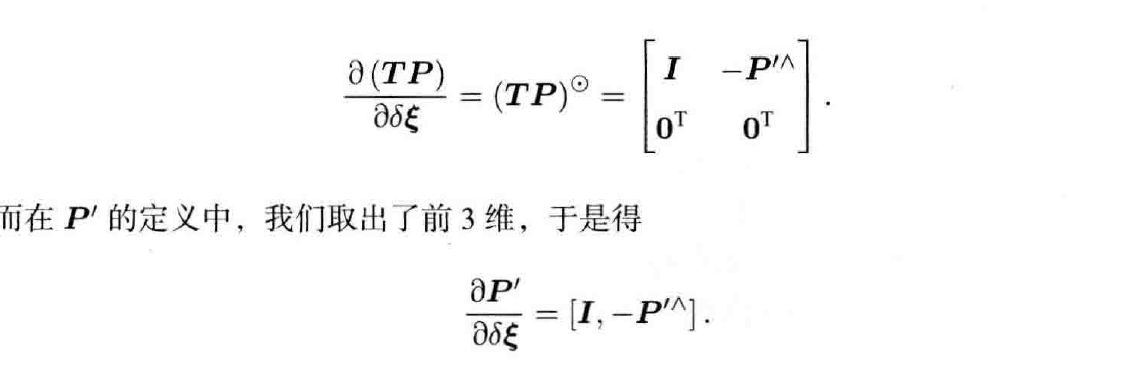 $$\frac{\partial (\boldsymbol{TP})}{\partial \delta \boldsymbol{\xi}} = (\boldsymbol{TP})^{\odot} = \begin{bmatrix} \boldsymbol{I} & -\boldsymbol{P}'^{\wedge} \\ \boldsymbol{0}^{\mathrm{T}} & \boldsymbol{0}^{\mathrm{T}} \end{bmatrix}.$$
而在 $\boldsymbol{P}'$ 的定义中，我们取出了前 3 维，于是得
$$\frac{\partial \boldsymbol{P}'}{\partial \delta \boldsymbol{\xi}} = [\boldsymbol{I}, -\boldsymbol{P}'^{\wedge}].$$